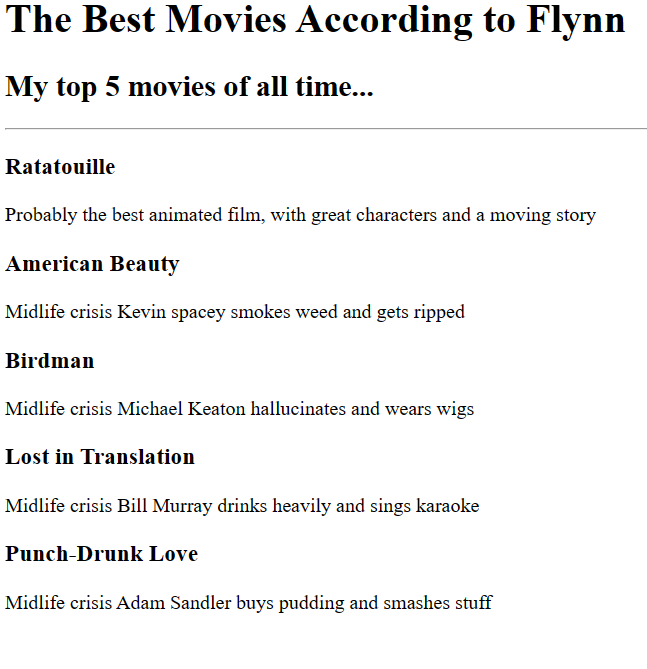 The Best Movies According to Flynn
My top 5 movies of all time...
Ratatouille
Probably the best animated film, with great characters and a moving story
American Beauty
Midlife crisis Kevin spacey smokes weed and gets ripped
Birdman
Midlife crisis Michael Keaton hallucinates and wears wigs
Lost in Translation
Midlife crisis Bill Murray drinks heavily and sings karaoke
Punch-Drunk Love
Midlife crisis Adam Sandler buys pudding and smashes stuff